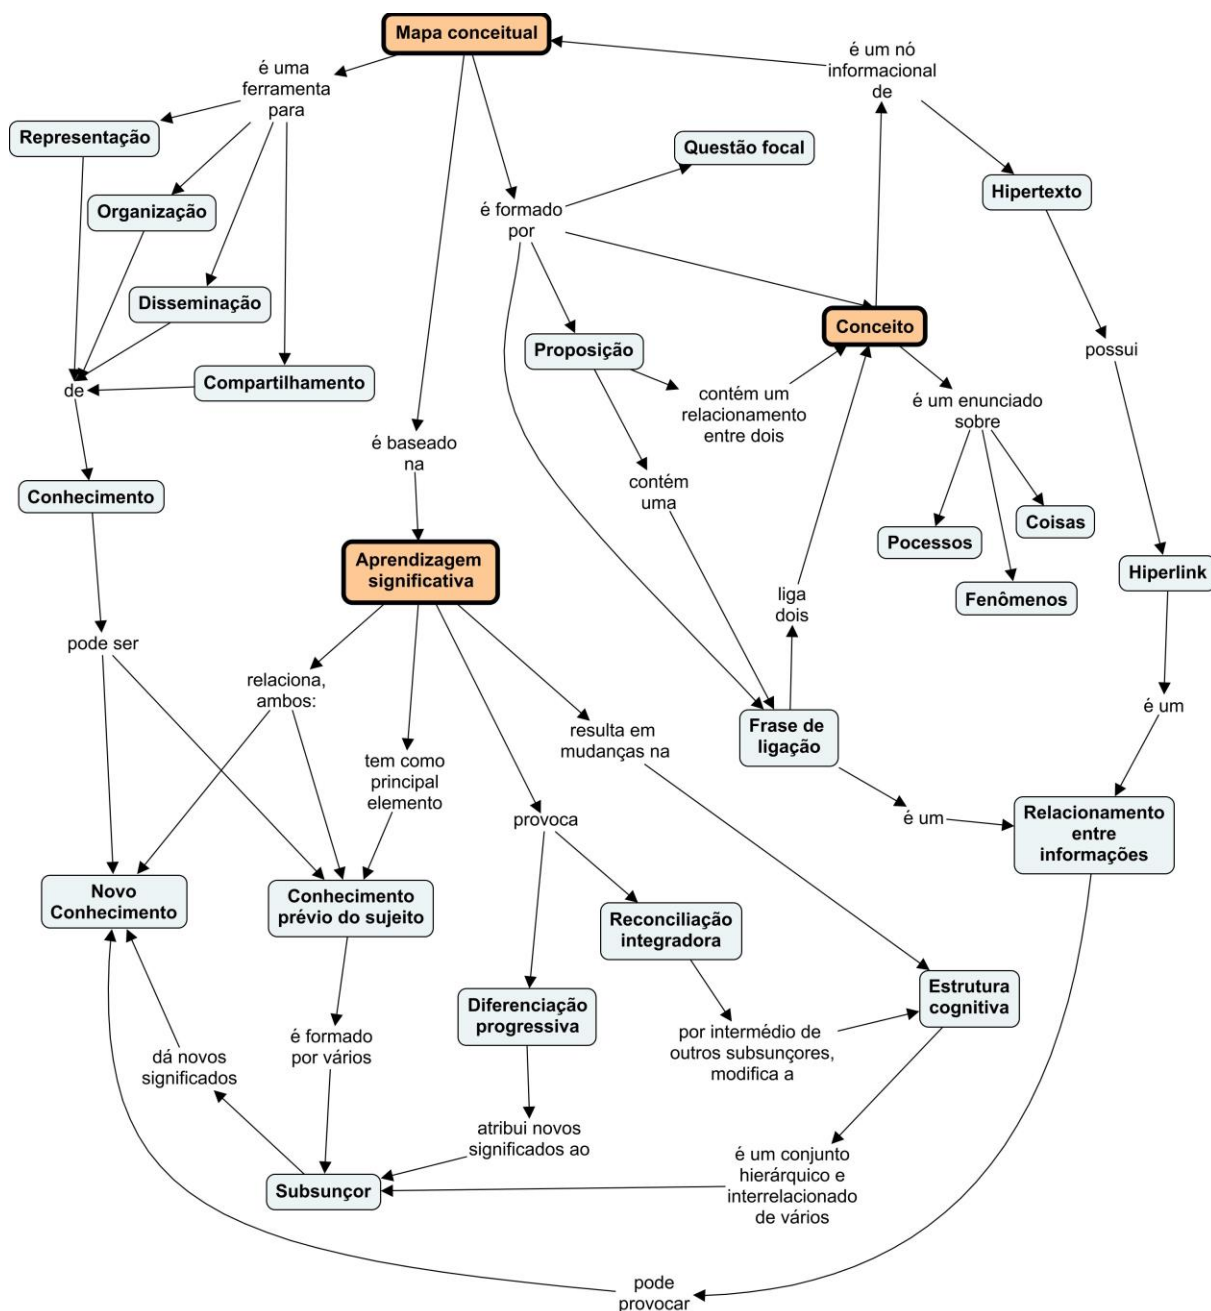 Mapa conceitual
é um nó
informacional
de
é uma
ferramenta
para
Representação
Questão focal
Hipertexto
Organização
é formado
por
Disseminação
Conceito
Proposição
possui
Compartilhamento
de
contém um
relacionamento
entre dois
é um enunciado
sobre
é baseado
na
contém
uma
Conhecimento
Coisas
Pocessos
Aprendizagem
significativa
Hiperlink
Fenômenos
liga
dois
pode ser
relaciona,
ambos:
é um
Frase de
ligação
resulta em
mudanças na
tem como
principal
elemento
provoca
é um
Relacionamento
entre
informações
Novo
Conhecimento
Conhecimento
prévio do sujeito
Reconciliação
integradora
Estrutura
cognitiva
Diferenciação
progressiva
por intermédio de
outros subsunçores,
modifica a
é formado
por vários
dá novos
significados
atribui novos
significados ao
é um conjunto
hierárquico e
interrelacionado
de vários
Subsunçor
pode
provocar